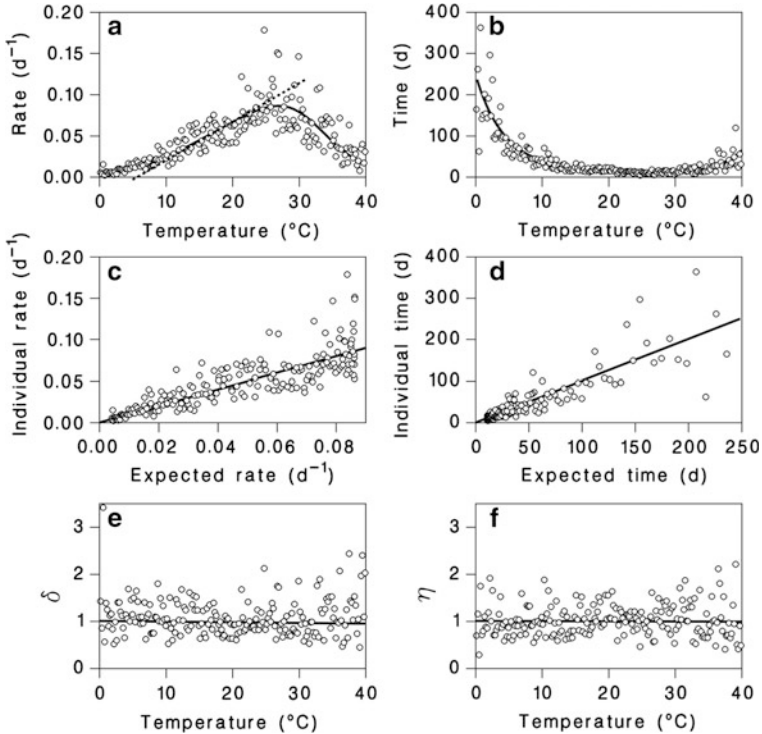 a
Rate (d⁻¹)
0.20
0.15
0.10
0.05
0.00
0 10 20 30 40
Temperature (°C)
b
Time (d)
400
300
200
100
0
0 10 20 30 40
Temperature (°C)
c
Individual rate (d⁻¹)
0.20
0.15
0.10
0.05
0.00
0.00 0.02 0.04 0.06 0.08
Expected rate (d⁻¹)
d
Individual time (d)
400
300
200
100
0
0 50 100 150 200 250
Expected time (d)
e
δ
3
2
1
0
0 10 20 30 40
Temperature (°C)
f
η
3
2
1
0
0 10 20 30 40
Temperature (°C)